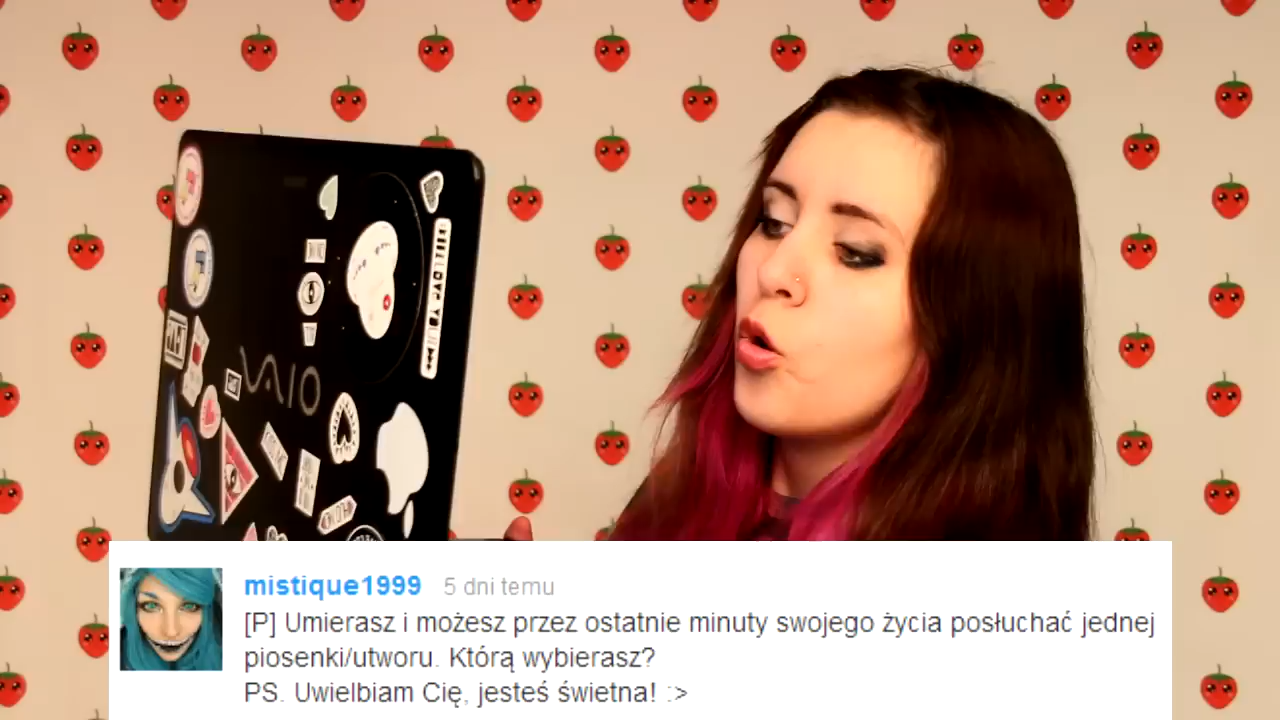 VAIO
mistique1999 5 dni temu
[P] Umierasz i możesz przez ostatnie minuty swojego życia posłuchać jednej
piosenki/utworu. Którą wybierasz?
PS. Uwielbiam Cię, jesteś świetna! :>